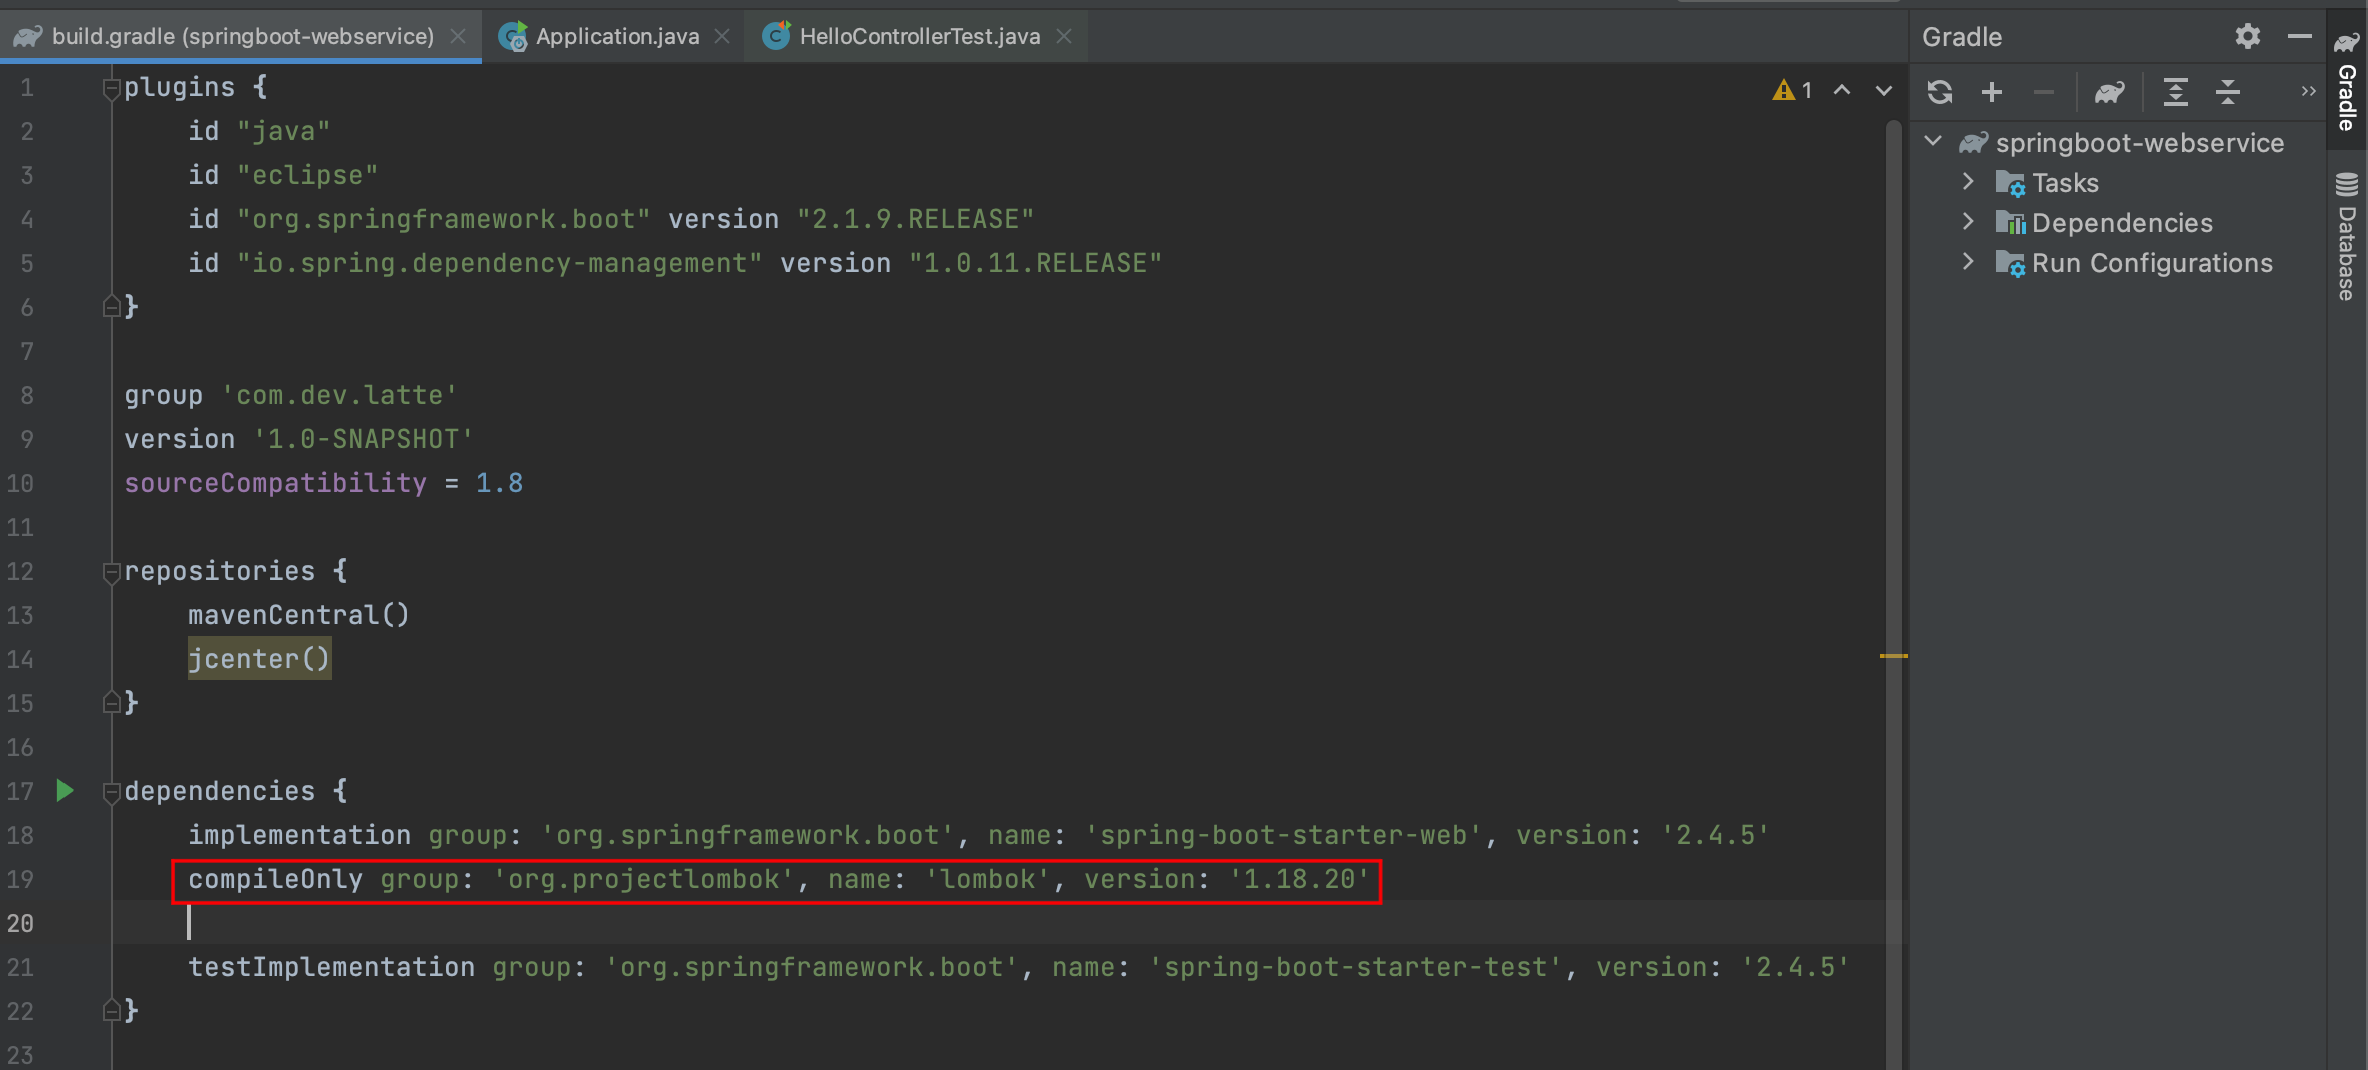 build.gradle (springboot-webservice)
Application.java
HelloControllerTest.java
Gradle
1
plugins {
2
id "java"
3
id "eclipse"
4
id "org.springframework.boot" version "2.1.9.RELEASE"
5
id "io.spring.dependency-management" version "1.0.11.RELEASE"
6
}
7
8
group 'com.dev.latte'
9
version '1.0-SNAPSHOT'
10
sourceCompatibility = 1.8
11
12
repositories {
13
mavenCentral()
14
jcenter()
15
}
16
17
dependencies {
18
implementation group: 'org.springframework.boot', name: 'spring-boot-starter-web', version: '2.4.5'
19
compileOnly group: 'org.projectlombok', name: 'lombok', version: '1.18.20'
20
21
testImplementation group: 'org.springframework.boot', name: 'spring-boot-starter-test', version: '2.4.5'
22
}
23
1
springboot-webservice
Tasks
Dependencies
Run Configurations
Gradle
Database